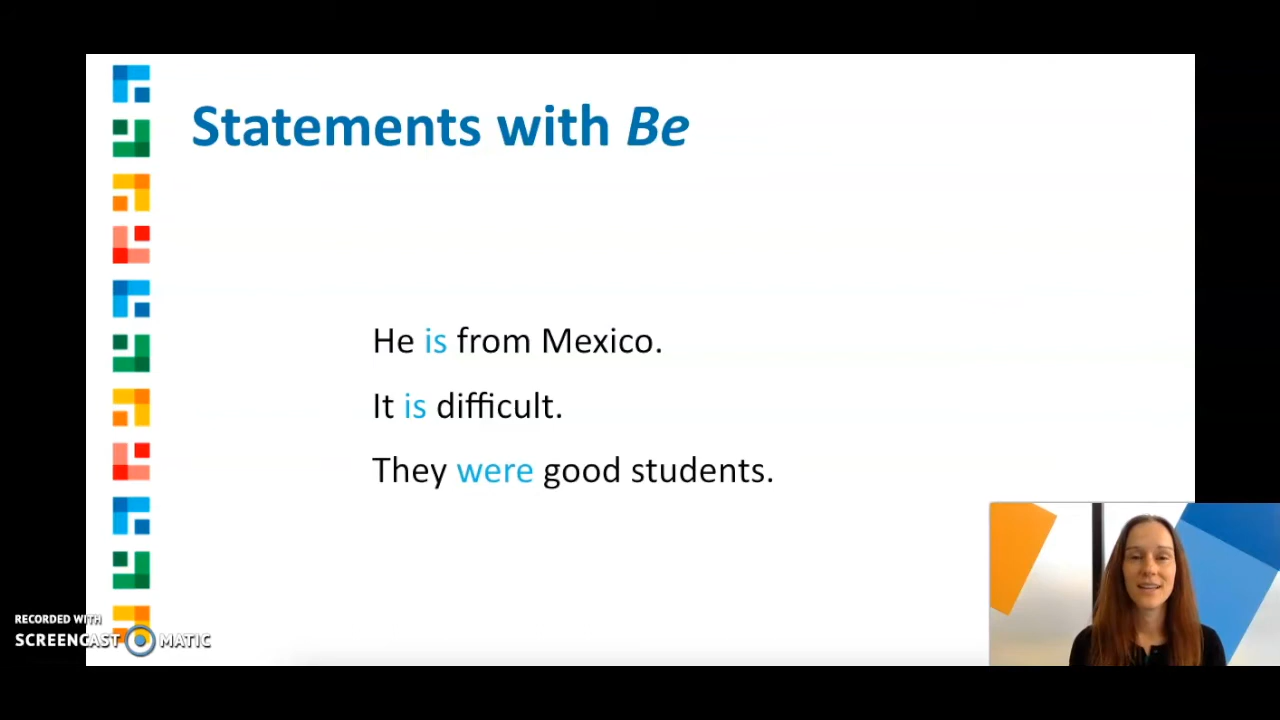 Statements with Be
He is from Mexico.
It is difficult.
They were good students.
RECORDED WITH
SCREENCAST MATIC